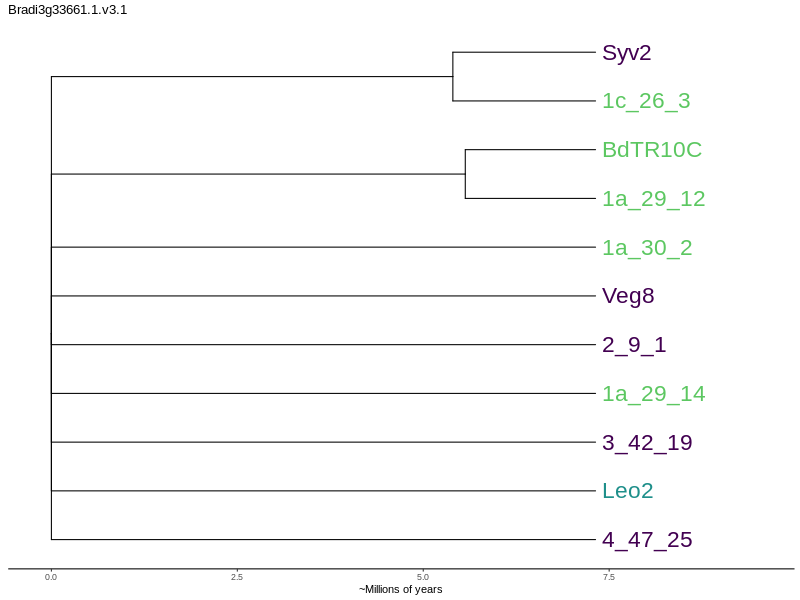 Bradi3g33661.1.v3.1
Syv2
1c_26_3
BdTR10C
1a_29_12
1a_30_2
Veg8
2_9_1
1a_29_14
3_42_19
Leo2
4_47_25
0.0 2.5 5.0 7.5
~Millions of years